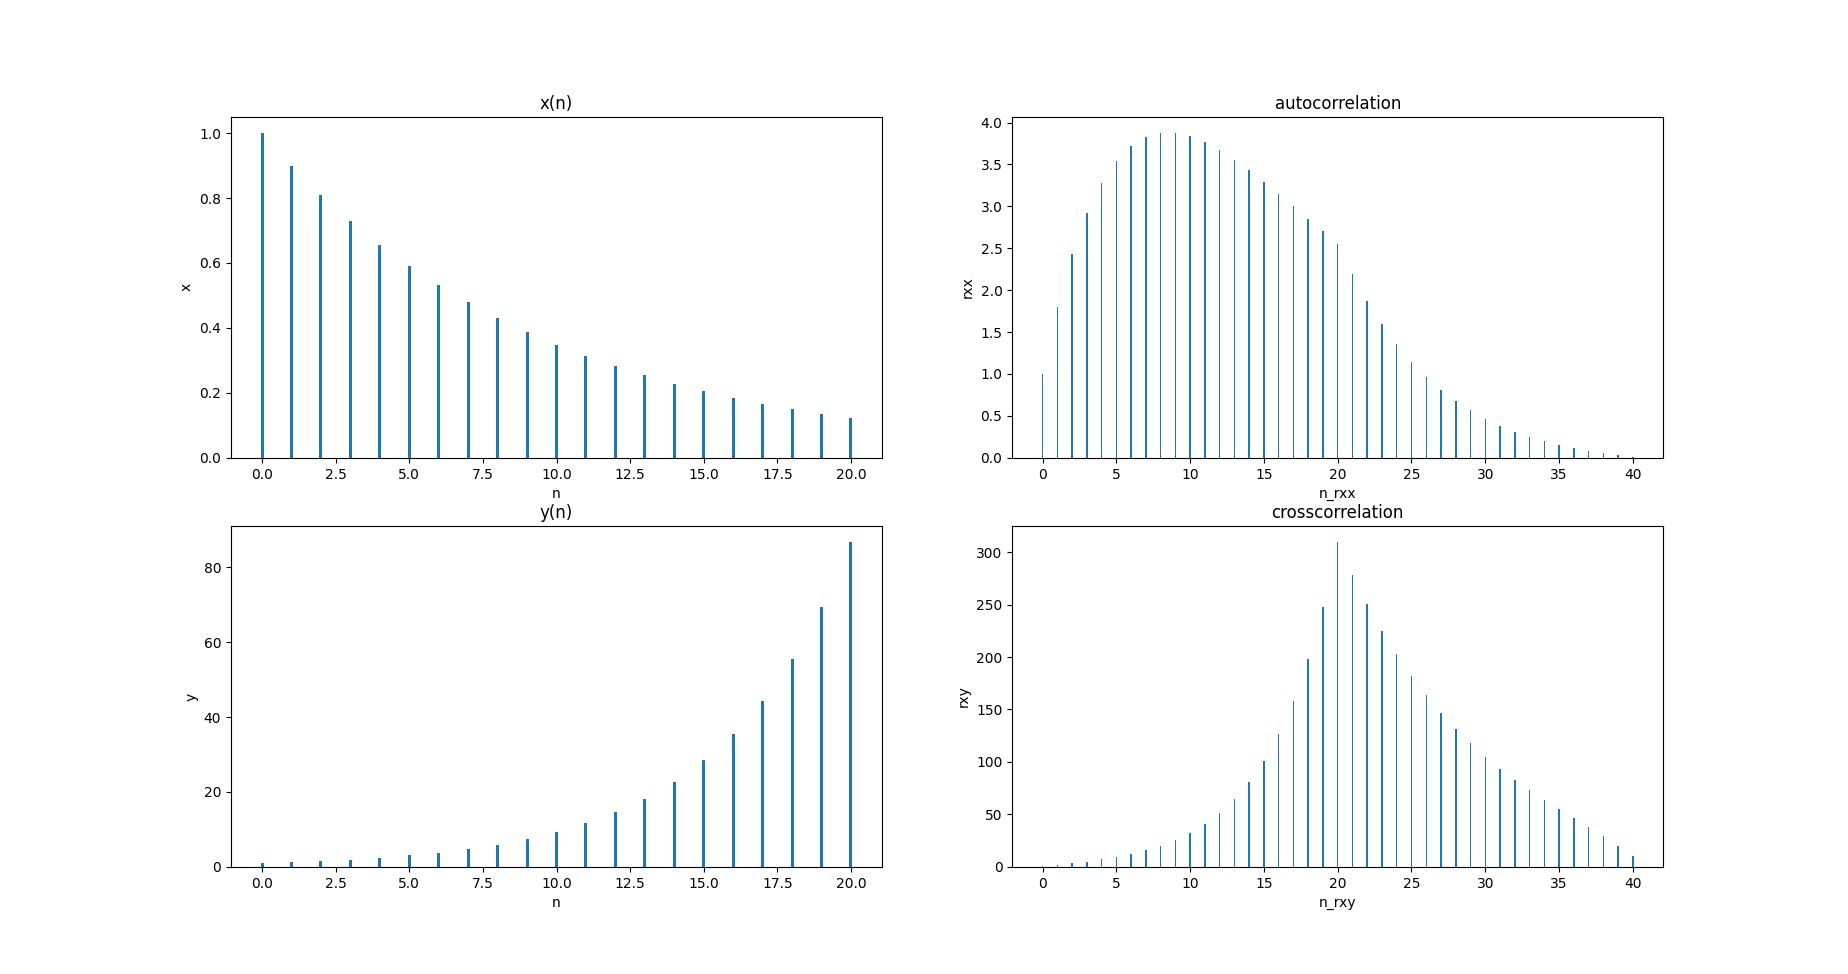 x(n)
1.0
0.8
0.6
0.4
0.2
0.0
x
0.0 2.5 5.0 7.5 10.0 12.5 15.0 17.5 20.0
n
autocorrelation
4.0
3.5
3.0
2.5
2.0
1.5
1.0
0.5
0.0
rxx
0 5 10 15 20 25 30 35 40
n_rxx
y(n)
80
60
40
20
0
y
0.0 2.5 5.0 7.5 10.0 12.5 15.0 17.5 20.0
n
crosscorrelation
300
250
200
150
100
50
0
rxy
0 5 10 15 20 25 30 35 40
n_rxy